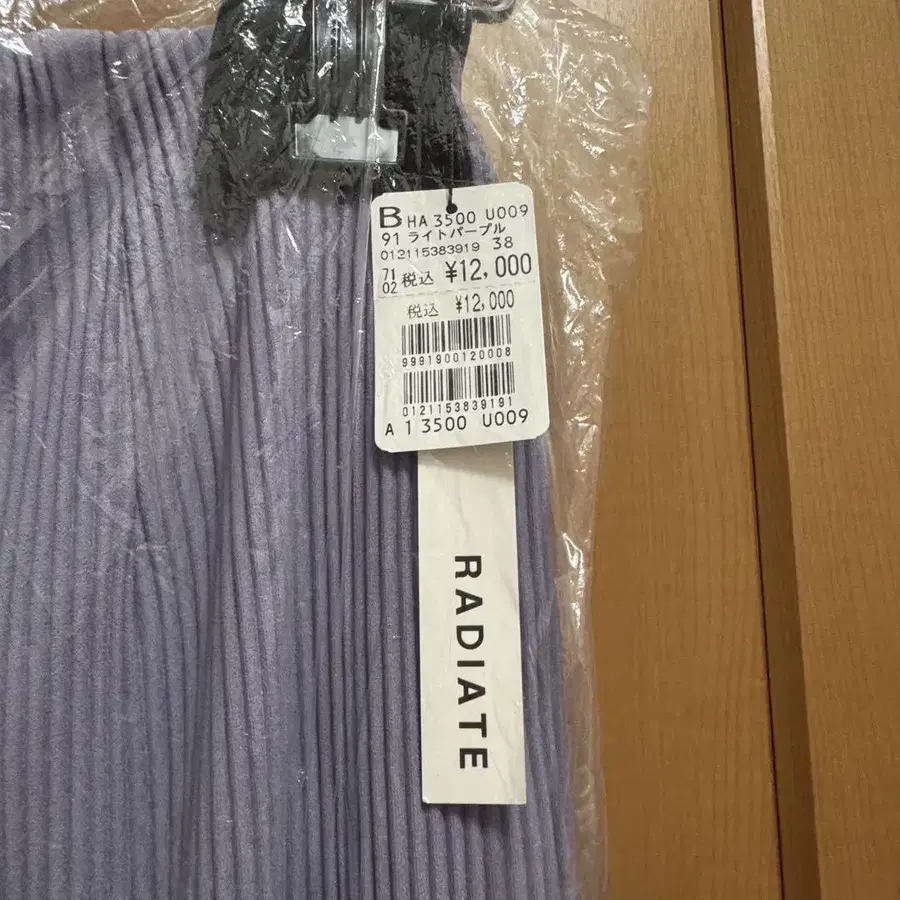 B HA 3500 U009
91 ライトパープル
012115383919 38
71
02 税込 ¥12,000
税込 ¥12,000
9991900120008
0121153839191
A 1 3500 U009
RADIATE